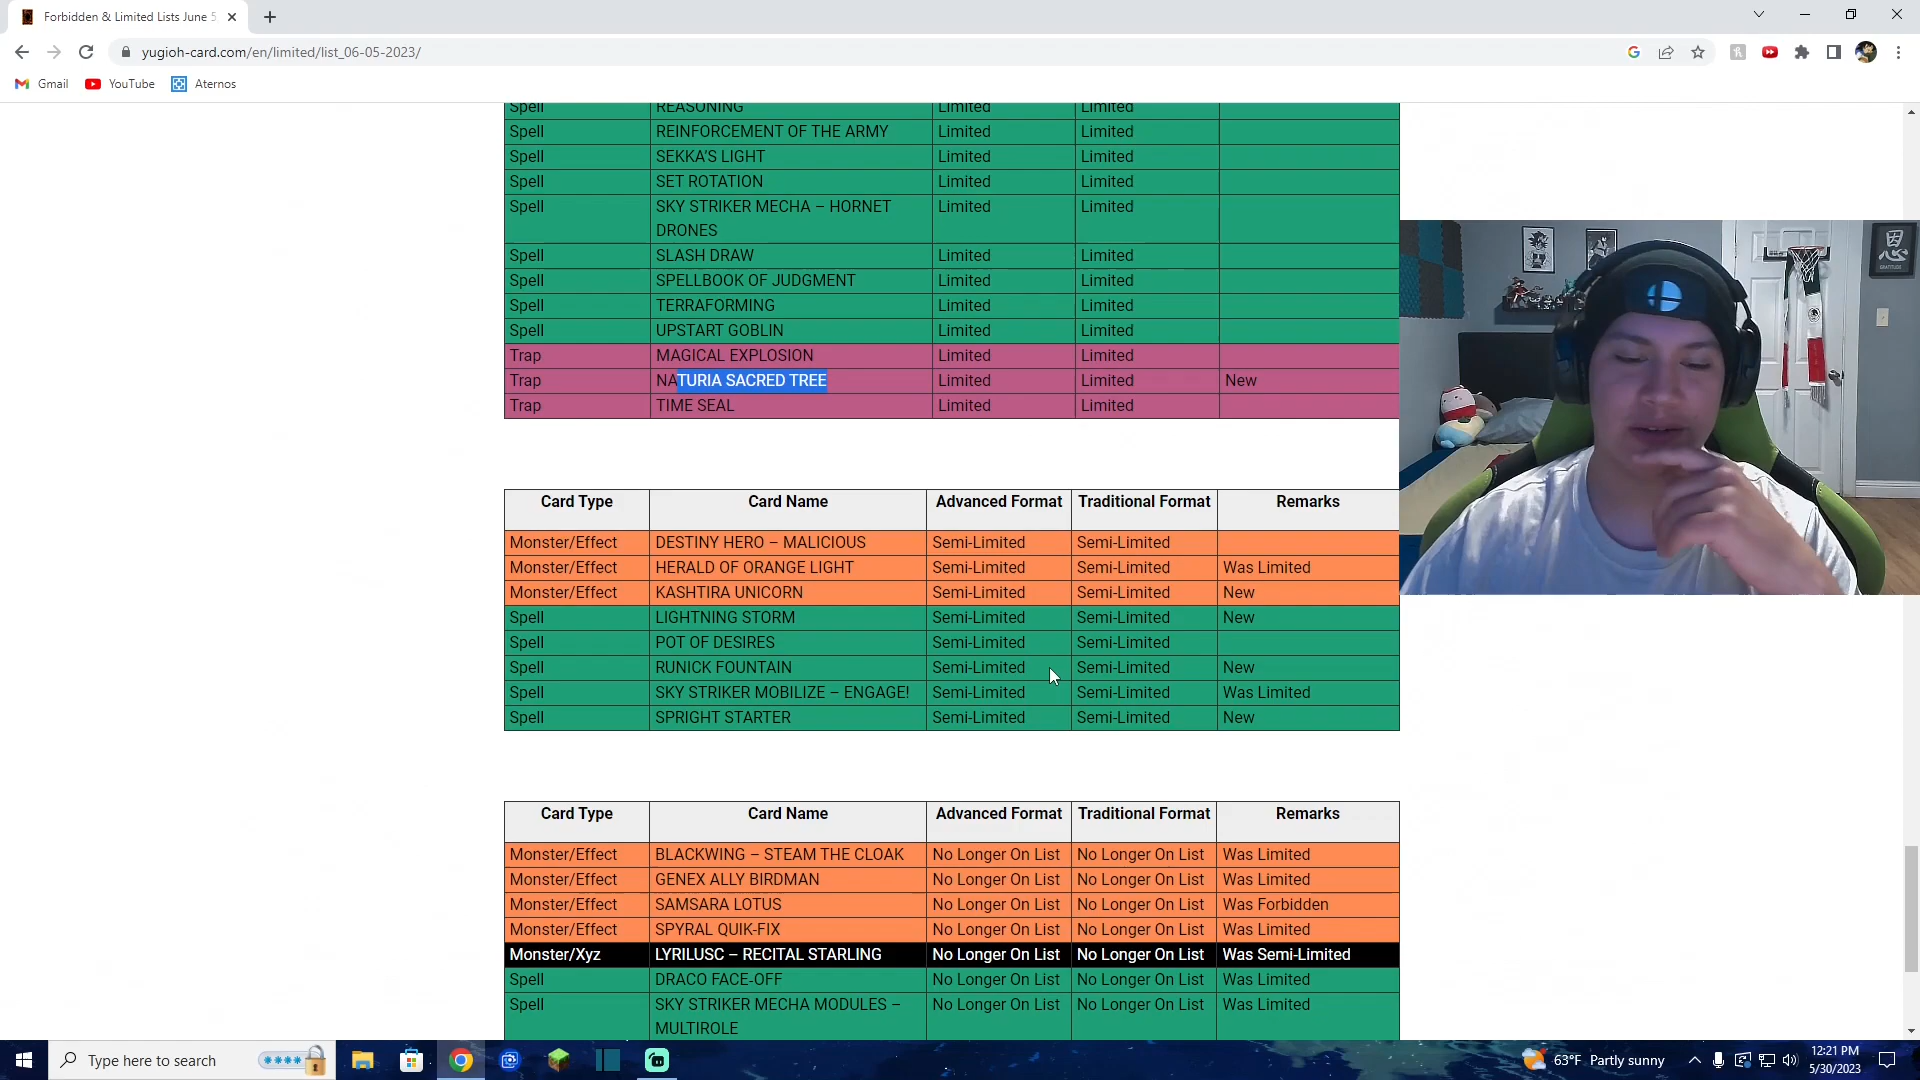 Forbidden & Limited Lists June 5
yugioh-card.com/en/limited/list_06-05-2023/
Gmail YouTube Aternos
Spell REASONING Limited Limited
Spell REINFORCEMENT OF THE ARMY Limited Limited
Spell SEKKA'S LIGHT Limited Limited
Spell SET ROTATION Limited Limited
Spell SKY STRIKER MECHA – HORNET Limited Limited
DRONES
Spell SLASH DRAW Limited Limited
Spell SPELLBOOK OF JUDGMENT Limited Limited
Spell TERRAFORMING Limited Limited
Spell UPSTART GOBLIN Limited Limited
Trap MAGICAL EXPLOSION Limited Limited
Trap NATURIA SACRED TREE Limited Limited New
Trap TIME SEAL Limited Limited
Card Type Card Name Advanced Format Traditional Format Remarks
Monster/Effect DESTINY HERO – MALICIOUS Semi-Limited Semi-Limited
Monster/Effect HERALD OF ORANGE LIGHT Semi-Limited Semi-Limited Was Limited
Monster/Effect KASHTIRA UNICORN Semi-Limited Semi-Limited New
Spell LIGHTNING STORM Semi-Limited Semi-Limited New
Spell POT OF DESIRES Semi-Limited Semi-Limited
Spell RUNICK FOUNTAIN Semi-Limited Semi-Limited New
Spell SKY STRIKER MOBILIZE – ENGAGE! Semi-Limited Semi-Limited Was Limited
Spell SPRIGHT STARTER Semi-Limited Semi-Limited New
Card Type Card Name Advanced Format Traditional Format Remarks
Monster/Effect BLACKWING – STEAM THE CLOAK No Longer On List No Longer On List Was Limited
Monster/Effect GENEX ALLY BIRDMAN No Longer On List No Longer On List Was Limited
Monster/Effect SAMSARA LOTUS No Longer On List No Longer On List Was Forbidden
Monster/Effect SPYRAL QUIK-FIX No Longer On List No Longer On List Was Limited
Monster/Xyz LYRILUSC – RECITAL STARLING No Longer On List No Longer On List Was Semi-Limited
Spell DRACO FACE-OFF No Longer On List No Longer On List Was Limited
Spell SKY STRIKER MECHA MODULES – No Longer On List No Longer On List Was Limited
MULTIROLE
GRATITUDE
Type here to search
63°F Partly sunny
12:21 PM
5/30/2023